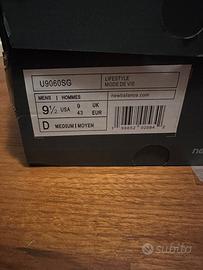 U9060SG
LIFESTYLE
MODE DE VIE
MENS | HOMMES
newbalance.com
9½ USA 9 UK
43 EUR
D MEDIUM | MOYEN
ne
subito